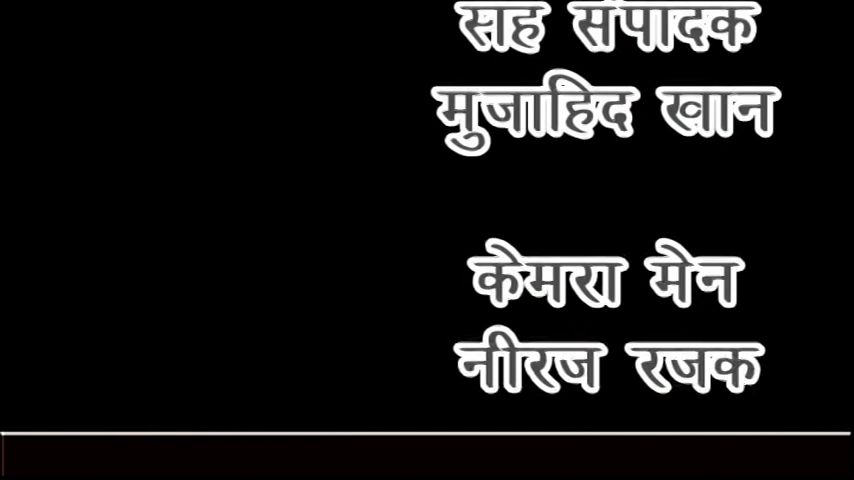 सह संपादक
मुजाहिद खान
केमरा मेन
नीरज रजक